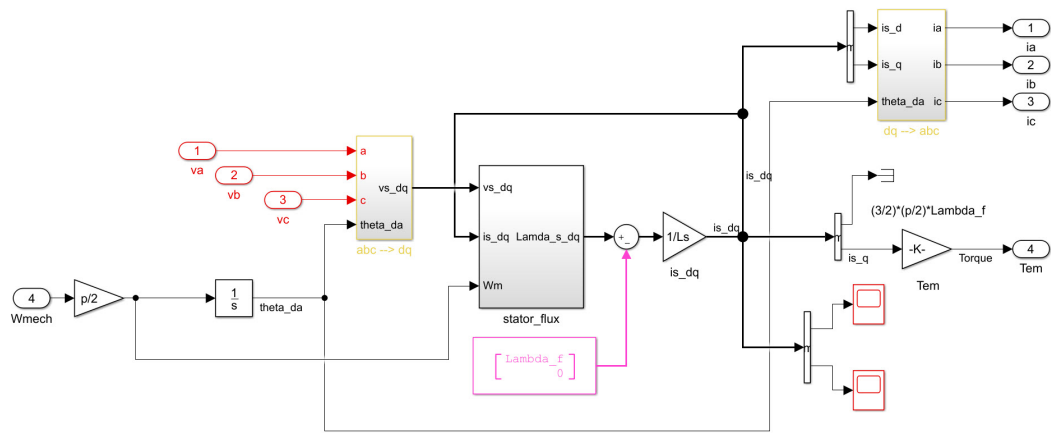 is_d
is_q
theta_da
ia
ib
ic
dq --> abc
1
ia
2
ib
3
ic
1
va
2
vb
3
vc
a
b
c
theta_da
vs_dq
abc --> dq
vs_dq
is_dq
Wm
Lamda_s_dq
stator_flux
+
_
1/Ls
is_dq
is_dq
is_dq
(3/2)*(p/2)*Lambda_f
is_q
-K-
Tem
Torque
4
Tem
4
Wmech
p/2
1
s
theta_da
Lambda_f
0